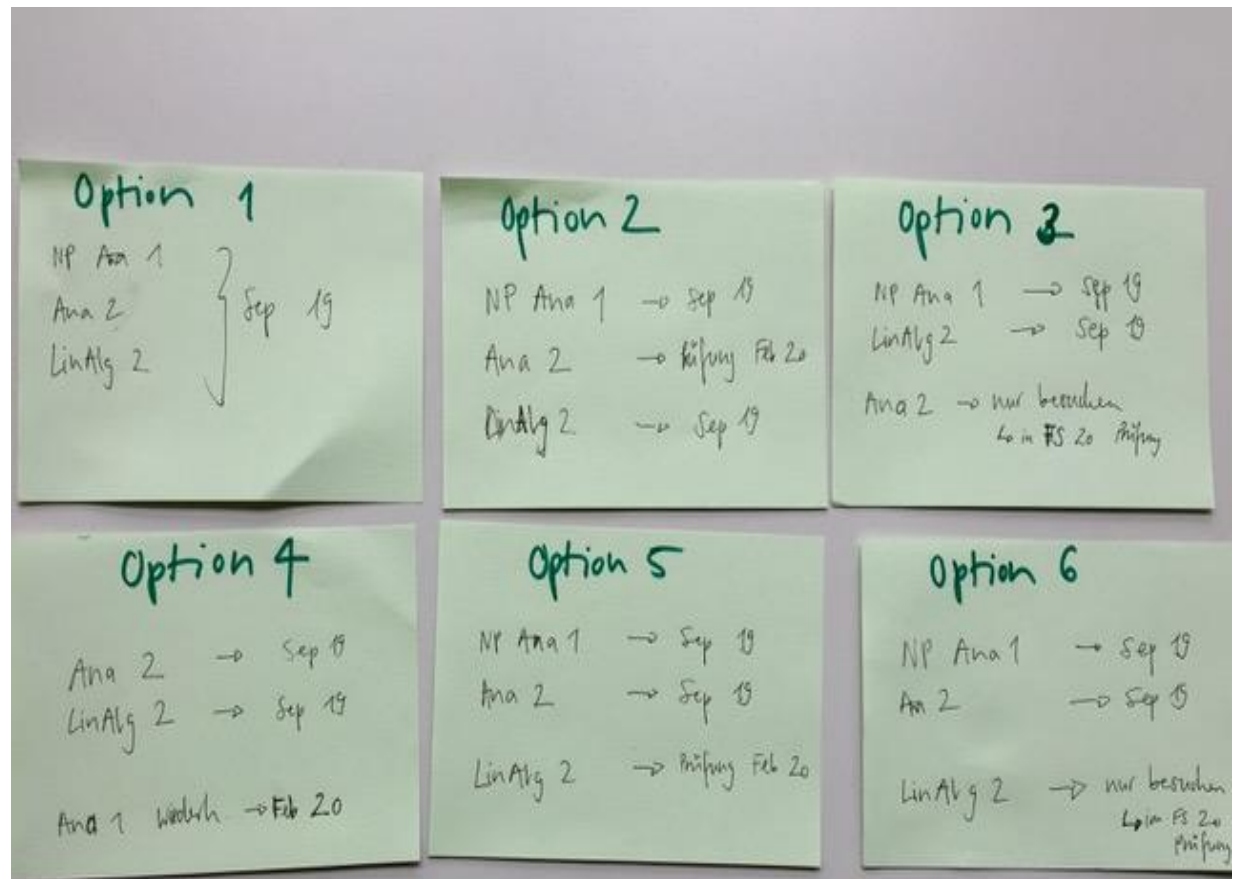 Option 1
NP Ana 1
Ana 2
LinAlg 2
Sep 19
Option 2
NP Ana 1 → Sep 19
Ana 2 → Prüfung Feb 20
LinAlg 2 → Sep 19
Option 3
NP Ana 1 → Sep 19
LinAlg 2 → Sep 19
Ana 2 → nur besuchen
↳ in FS 20 Prüfung
Option 4
Ana 2 → Sep 19
LinAlg 2 → Sep 19
Ana 1 wiederh → Feb 20
Option 5
NP Ana 1 → Sep 19
Ana 2 → Sep 19
LinAlg 2 → Prüfung Feb 20
Option 6
NP Ana 1 → Sep 19
Ana 2 → Sep 19
LinAlg 2 → nur besuchen
↳ im FS 20
Prüfung